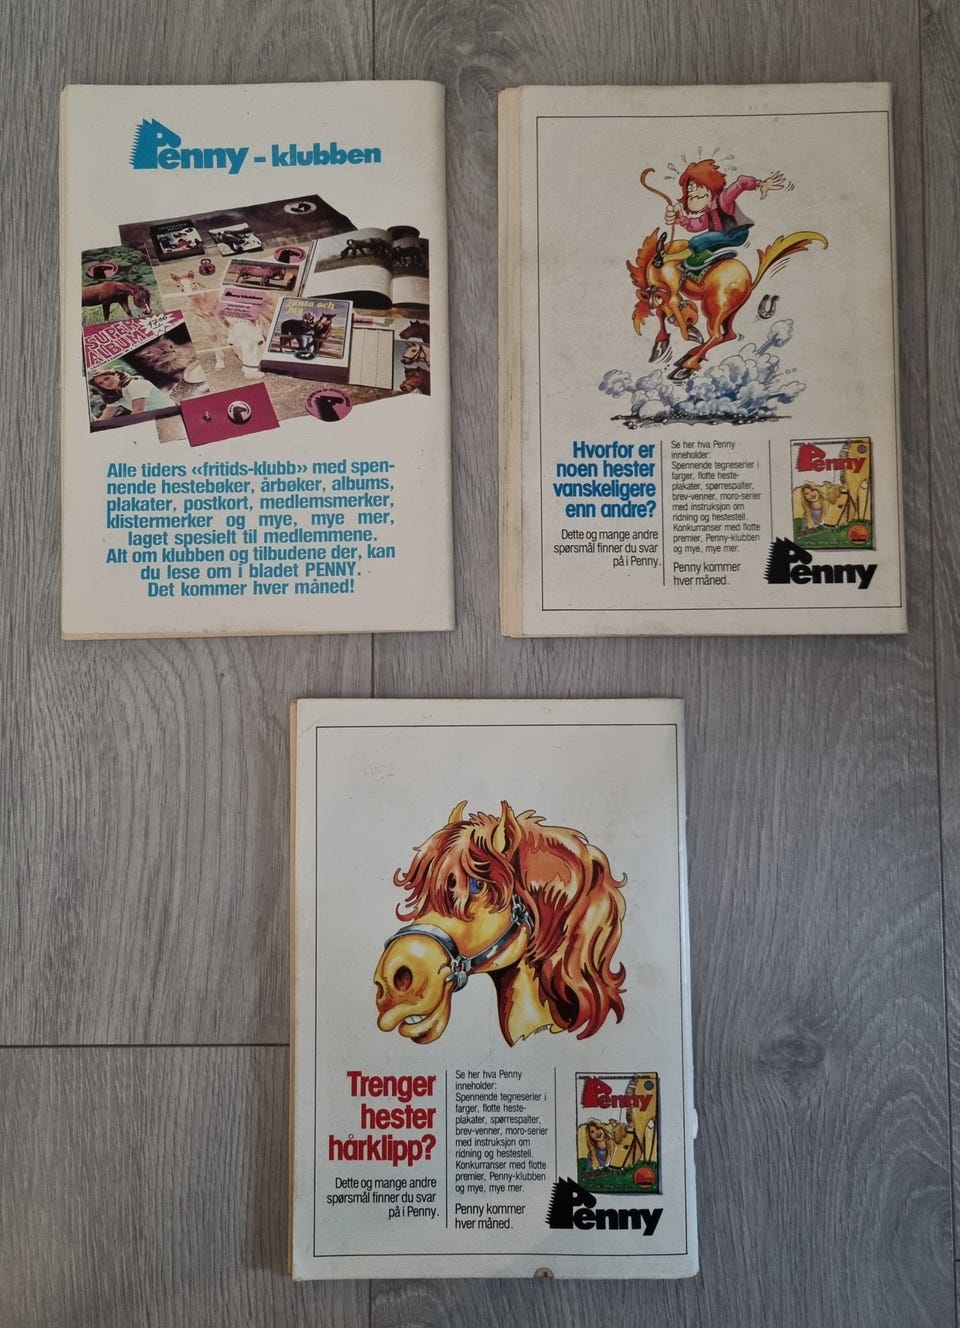 Penny - klubben
SUPER
ALBUM
Jänta och
Alle tiders «fritids-klubb» med spen-
nende hestebøker, årbøker, albums,
plakater, postkort, medlemsmerker,
klistermerker og mye, mye mer,
laget spesielt til medlemmene.
Alt om klubben og tilbudene der, kan
du lese om i bladet PENNY.
Det kommer hver måned!
Hvorfor er
noen hester
vanskeligere
enn andre?
Dette og mange andre
spørsmål finner du svar
på i Penny.
Se her hva Penny
inneholder:
Spennende tegneserier i
farger, flotte heste-
plakater, spørrespalter,
brev-venner, moro-serier
med instruksjon om
ridning og hestestell.
Konkurranser med flotte
premier, Penny-klubben
og mye, mye mer.
Penny kommer
hver måned.
Penny
Penny
Trenger
hester
hårklipp?
Dette og mange andre
spørsmål finner du svar
på i Penny.
Se her hva Penny
inneholder:
Spennende tegneserier i
farger, flotte heste-
plakater, spørrespalter,
brev-venner, moro-serier
med instruksjon om
ridning og hestestell.
Konkurranser med flotte
premier, Penny-klubben
og mye, mye mer.
Penny kommer
hver måned.
Penny
Penny